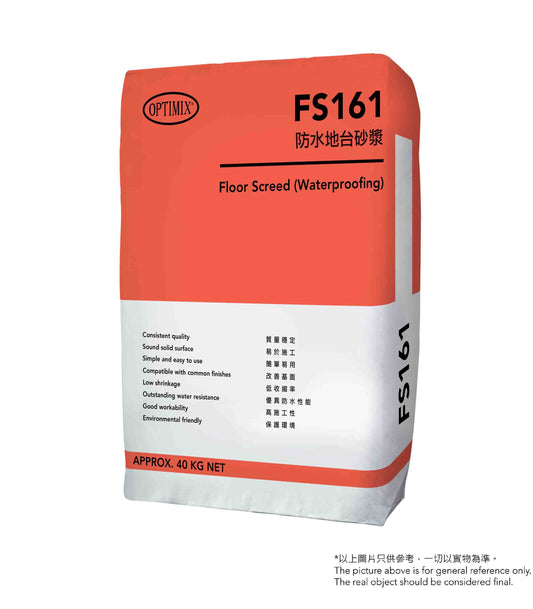 OPTIMIX®
FS161
防水地台砂漿
Floor Screed (Waterproofing)
Consistent quality
Sound solid surface
Simple and easy to use
Compatible with common finishes
Low shrinkage
Outstanding water resistance
Good workability
Environmental friendly
質量穩定
易於施工
簡單易用
改善基面
低收縮率
優異防水性能
高施工性
保護環境
APPROX. 40 KG NET
FS161
*以上圖片只供參考，一切以實物為準。
The picture above is for general reference only.
The real object should be considered final.